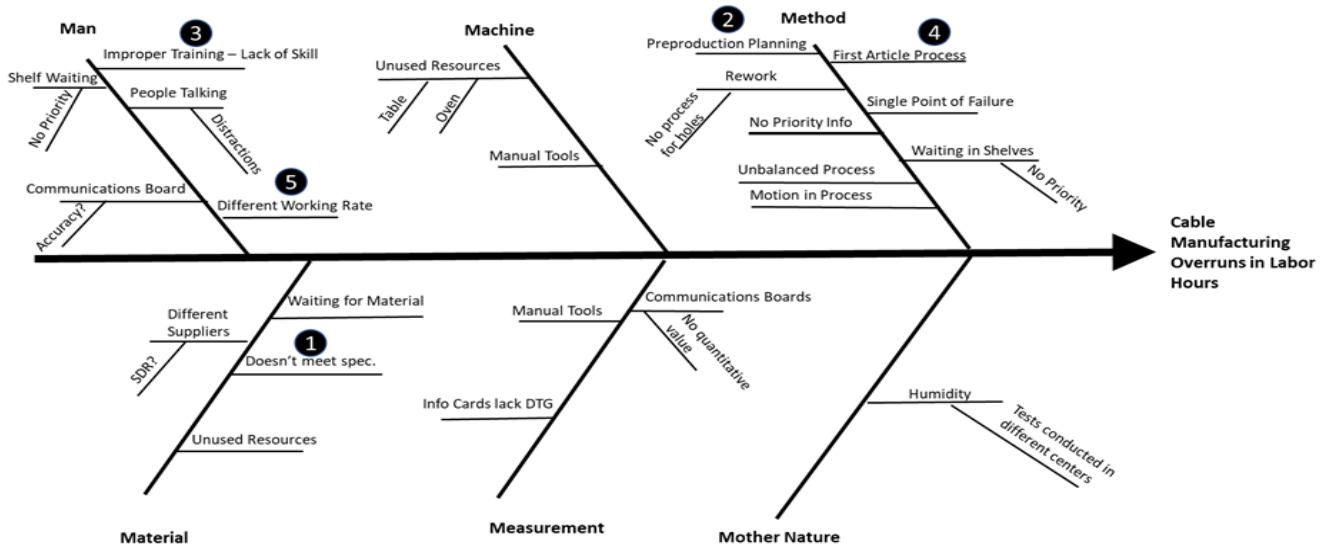 Man
3
Improper Training – Lack of Skill
Shelf Waiting
No Priority
People Talking
Distractions
Communications Board
Accuracy?
5
Different Working Rate
Machine
Unused Resources
Table
Oven
Manual Tools
2
Method
4
Preproduction Planning
First Article Process
Rework
No process
for holes
Single Point of Failure
No Priority Info
Waiting in Shelves
No Priority
Unbalanced Process
Motion in Process
Cable
Manufacturing
Overruns in Labor
Hours
Waiting for Material
Different
Suppliers
SDR?
1
Doesn't meet spec.
Unused Resources
Material
Communications Boards
No quantitative
value
Manual Tools
Info Cards lack DTG
Measurement
Humidity
Tests conducted in
different centers
Mother Nature